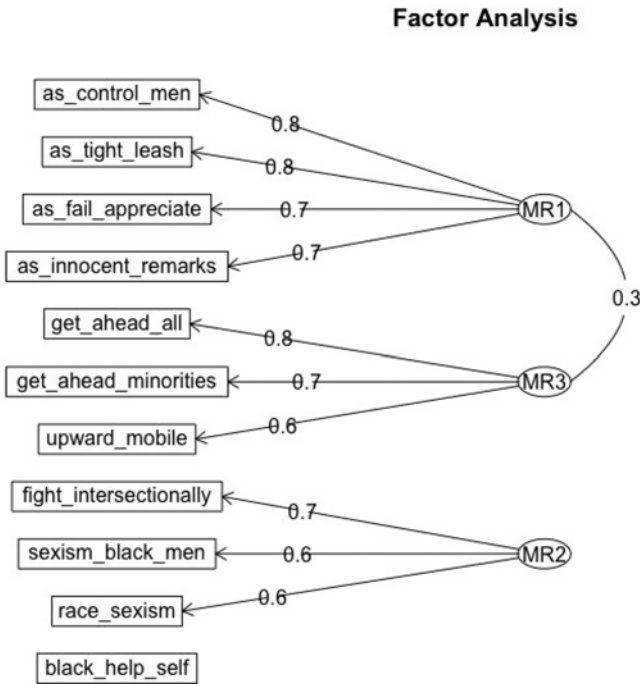 Factor Analysis
as_control_men
0.8
as_tight_leash
0.8
as_fail_appreciate
0.7
MR1
as_innocent_remarks
0.7
0.3
get_ahead_all
0.8
get_ahead_minorities
0.7
MR3
upward_mobile
0.6
fight_intersectionally
0.7
sexism_black_men
0.6
MR2
race_sexism
0.6
black_help_self